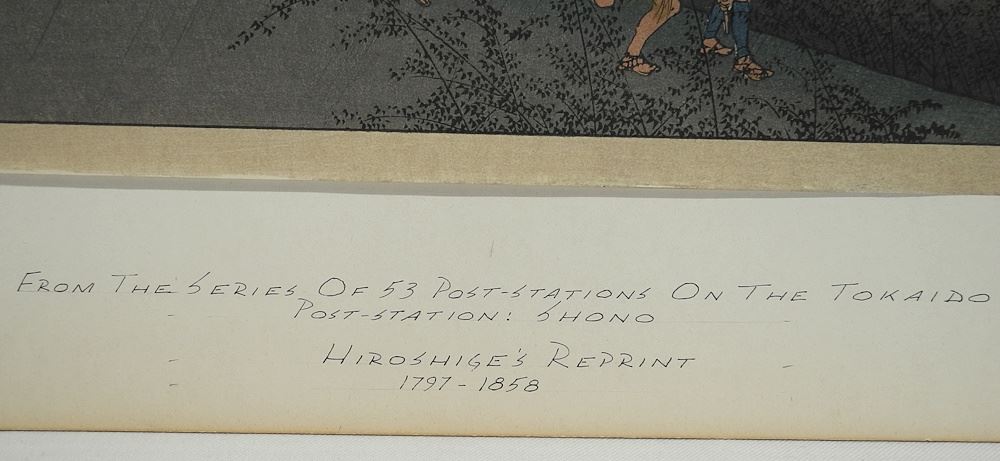 FROM THE SERIES OF 53 POST-STATIONS ON THE TOKAIDO
POST-STATION: SHONO
HIROSHIGE'S REPRINT
1797-1858